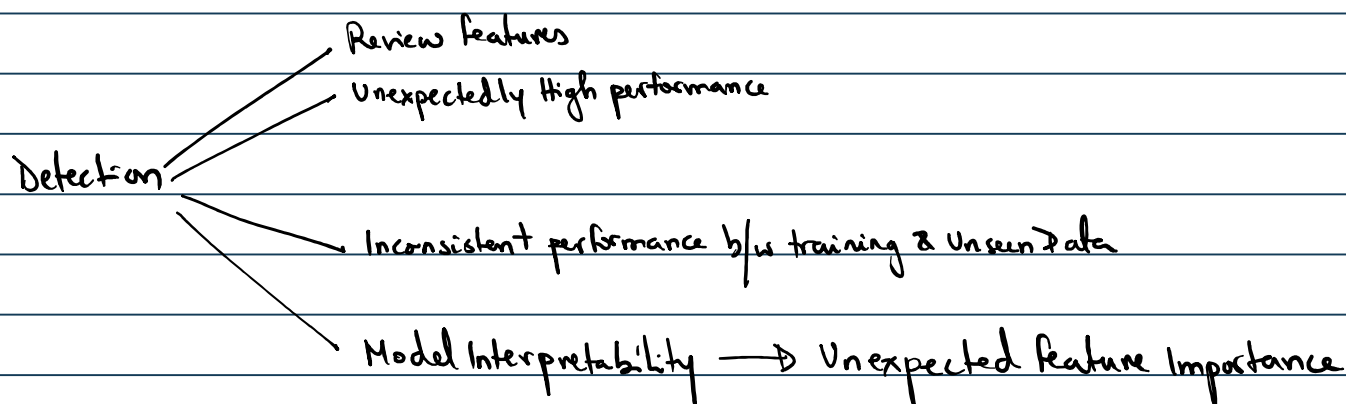 Review features
Unexpectedly High performance
Detection
Inconsistent performance b/w training & Unseen Data
Model Interpretability → Unexpected feature Importance